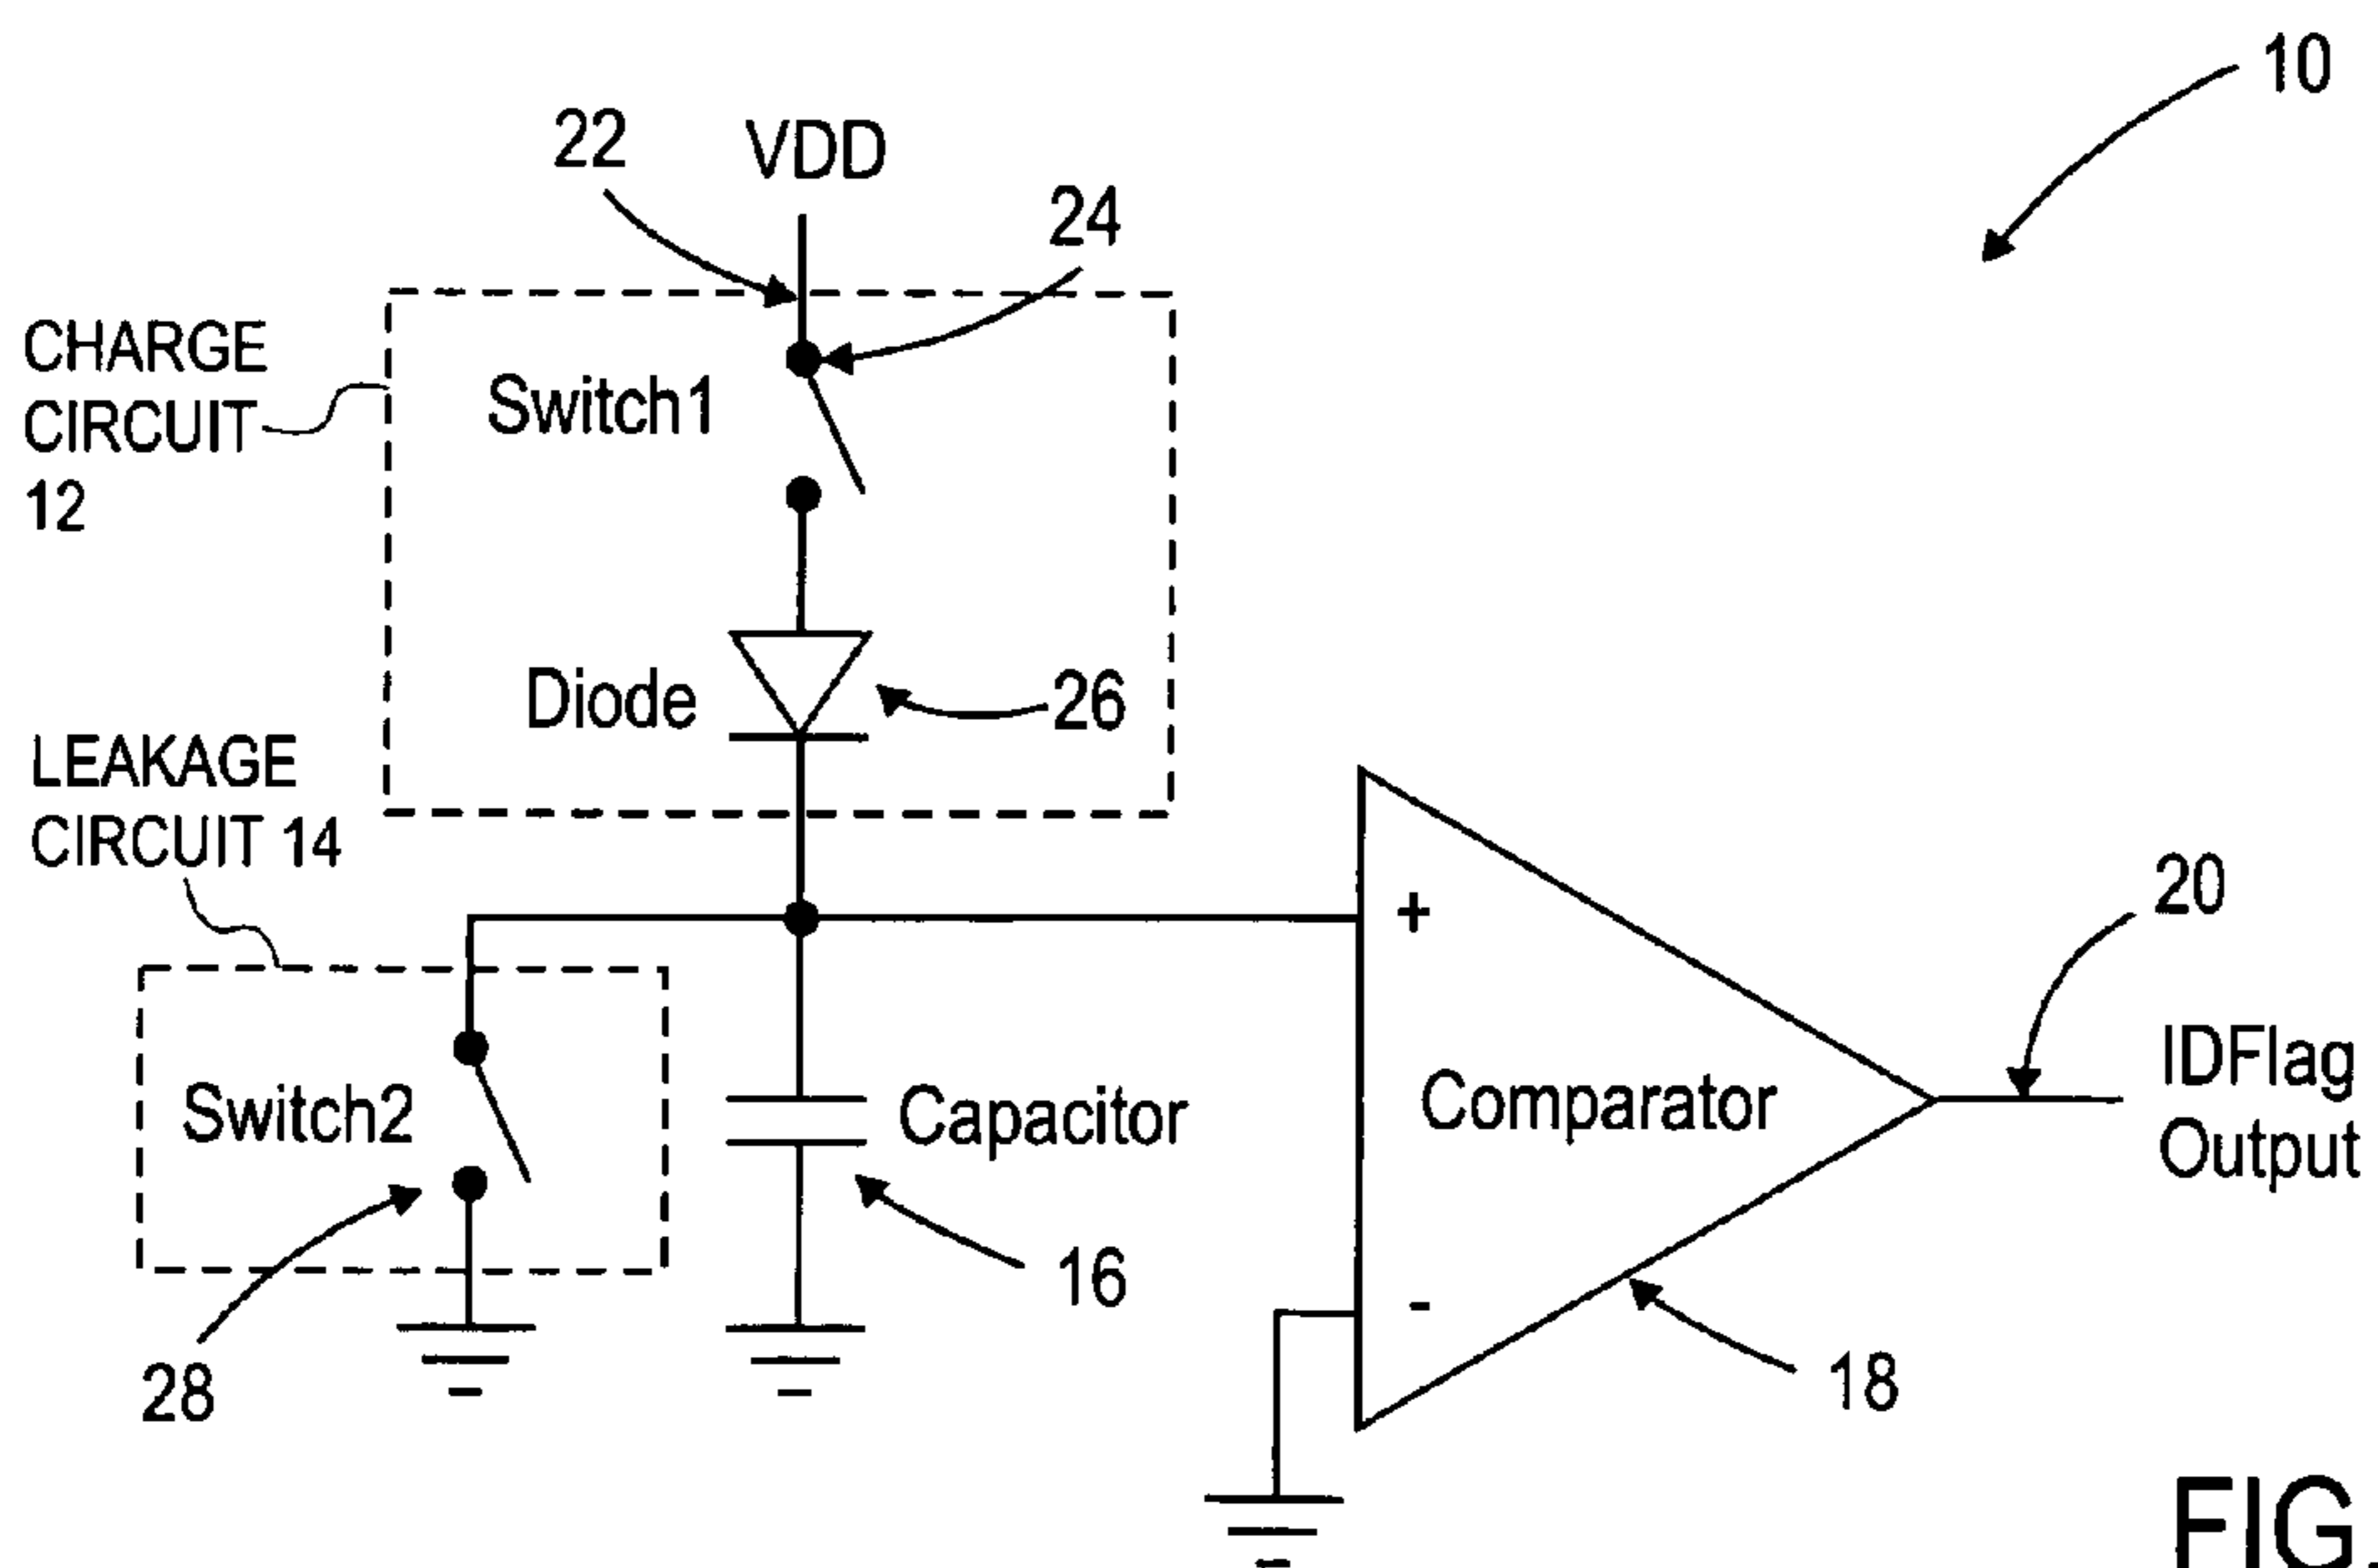 10
22
VDD
24
CHARGE
CIRCUIT
12
Switch1
Diode
26
LEAKAGE
CIRCUIT 14
+
20
Switch2
Capacitor
Comparator
IDFlag
Output
16
-
28
18
FIG.